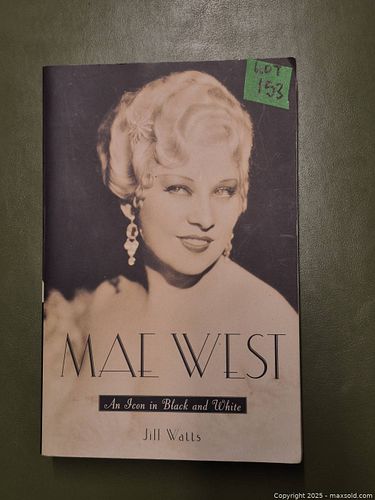 LOT
153
MAE WEST
An Icon in Black and White
Jill Watts
Copyright 2025 - maxsold.com